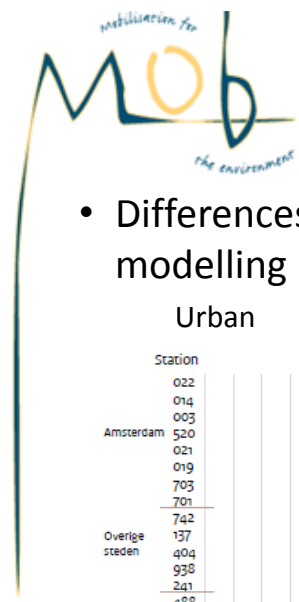 mobilisation for
Mob
the environment
• Differences
modelling
Urban
Station
022
014
003
Amsterdam 520
021
019
703
701
742
Overige 137
steden 404
938
241
488